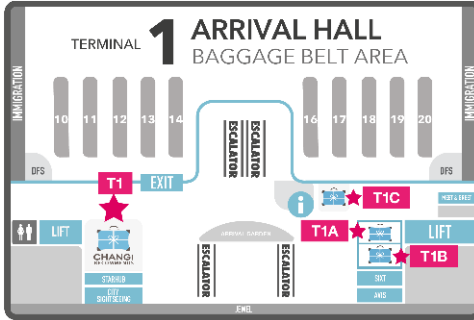 TERMINAL 1 ARRIVAL HALL
BAGGAGE BELT AREA
IMMIGRATION
IMMIGRATION
10 11 12 13 14
16 17 18 19 20
ESCALATOR
ESCALATOR
DFS
DFS
T1
EXIT
i
T1C
MEET & GREET
LIFT
CHANGI
ARRIVAL GARDEN
T1A
LIFT
T1B
ESCALATOR
ESCALATOR
STARHUB
CITY
SIGHTSEEING
SIXT
AVIS
JEWEL